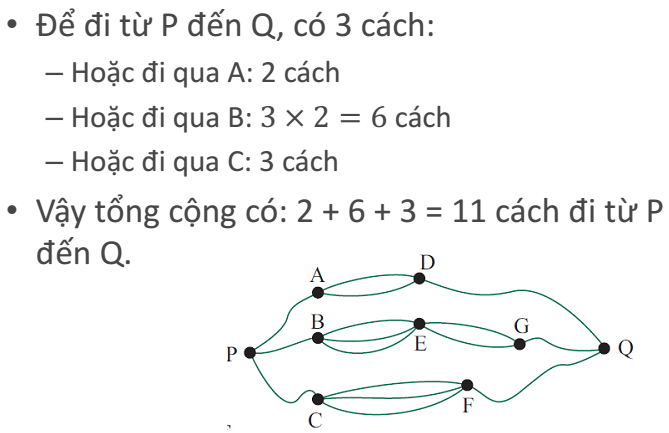 • Để đi từ P đến Q, có 3 cách:
– Hoặc đi qua A: 2 cách
– Hoặc đi qua B: 3 × 2 = 6 cách
– Hoặc đi qua C: 3 cách
• Vậy tổng cộng có: 2 + 6 + 3 = 11 cách đi từ P
đến Q.
A D
B E G
P Q
C F